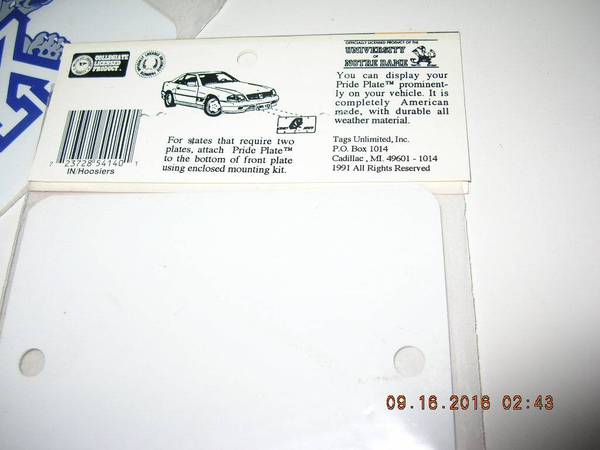 COLLEGIATE
LICENSED
PRODUCT
OFFICIALLY LICENSED PRODUCT OF THE
UNIVERSITY
OF
NOTRE DAME
You can display your
Pride Plate™ prominent-
ly on your vehicle. It is
completely American
made, with durable all
weather material.
For states that require two
plates, attach Pride Plate™
to the bottom of front plate
using enclosed mounting kit.
Tags Unlimited, Inc.
P.O. Box 1014
Cadillac, MI. 49601 - 1014
1991 All Rights Reserved
7 23728 54140 1
IN/Hoosiers
09.16.2016 02:43